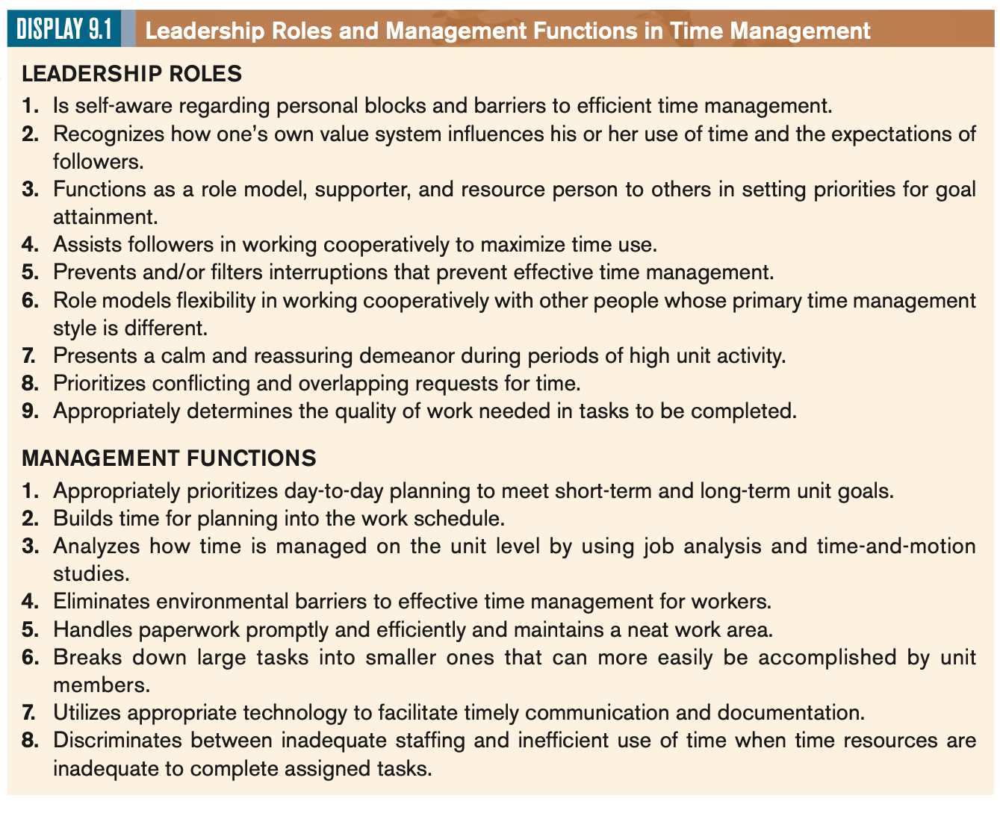 DISPLAY 9.1 Leadership Roles and Management Functions in Time Management
LEADERSHIP ROLES
1. Is self-aware regarding personal blocks and barriers to efficient time management.
2. Recognizes how one’s own value system influences his or her use of time and the expectations of
followers.
3. Functions as a role model, supporter, and resource person to others in setting priorities for goal
attainment.
4. Assists followers in working cooperatively to maximize time use.
5. Prevents and/or filters interruptions that prevent effective time management.
6. Role models flexibility in working cooperatively with other people whose primary time management
style is different.
7. Presents a calm and reassuring demeanor during periods of high unit activity.
8. Prioritizes conflicting and overlapping requests for time.
9. Appropriately determines the quality of work needed in tasks to be completed.
MANAGEMENT FUNCTIONS
1. Appropriately prioritizes day-to-day planning to meet short-term and long-term unit goals.
2. Builds time for planning into the work schedule.
3. Analyzes how time is managed on the unit level by using job analysis and time-and-motion
studies.
4. Eliminates environmental barriers to effective time management for workers.
5. Handles paperwork promptly and efficiently and maintains a neat work area.
6. Breaks down large tasks into smaller ones that can more easily be accomplished by unit
members.
7. Utilizes appropriate technology to facilitate timely communication and documentation.
8. Discriminates between inadequate staffing and inefficient use of time when time resources are
inadequate to complete assigned tasks.